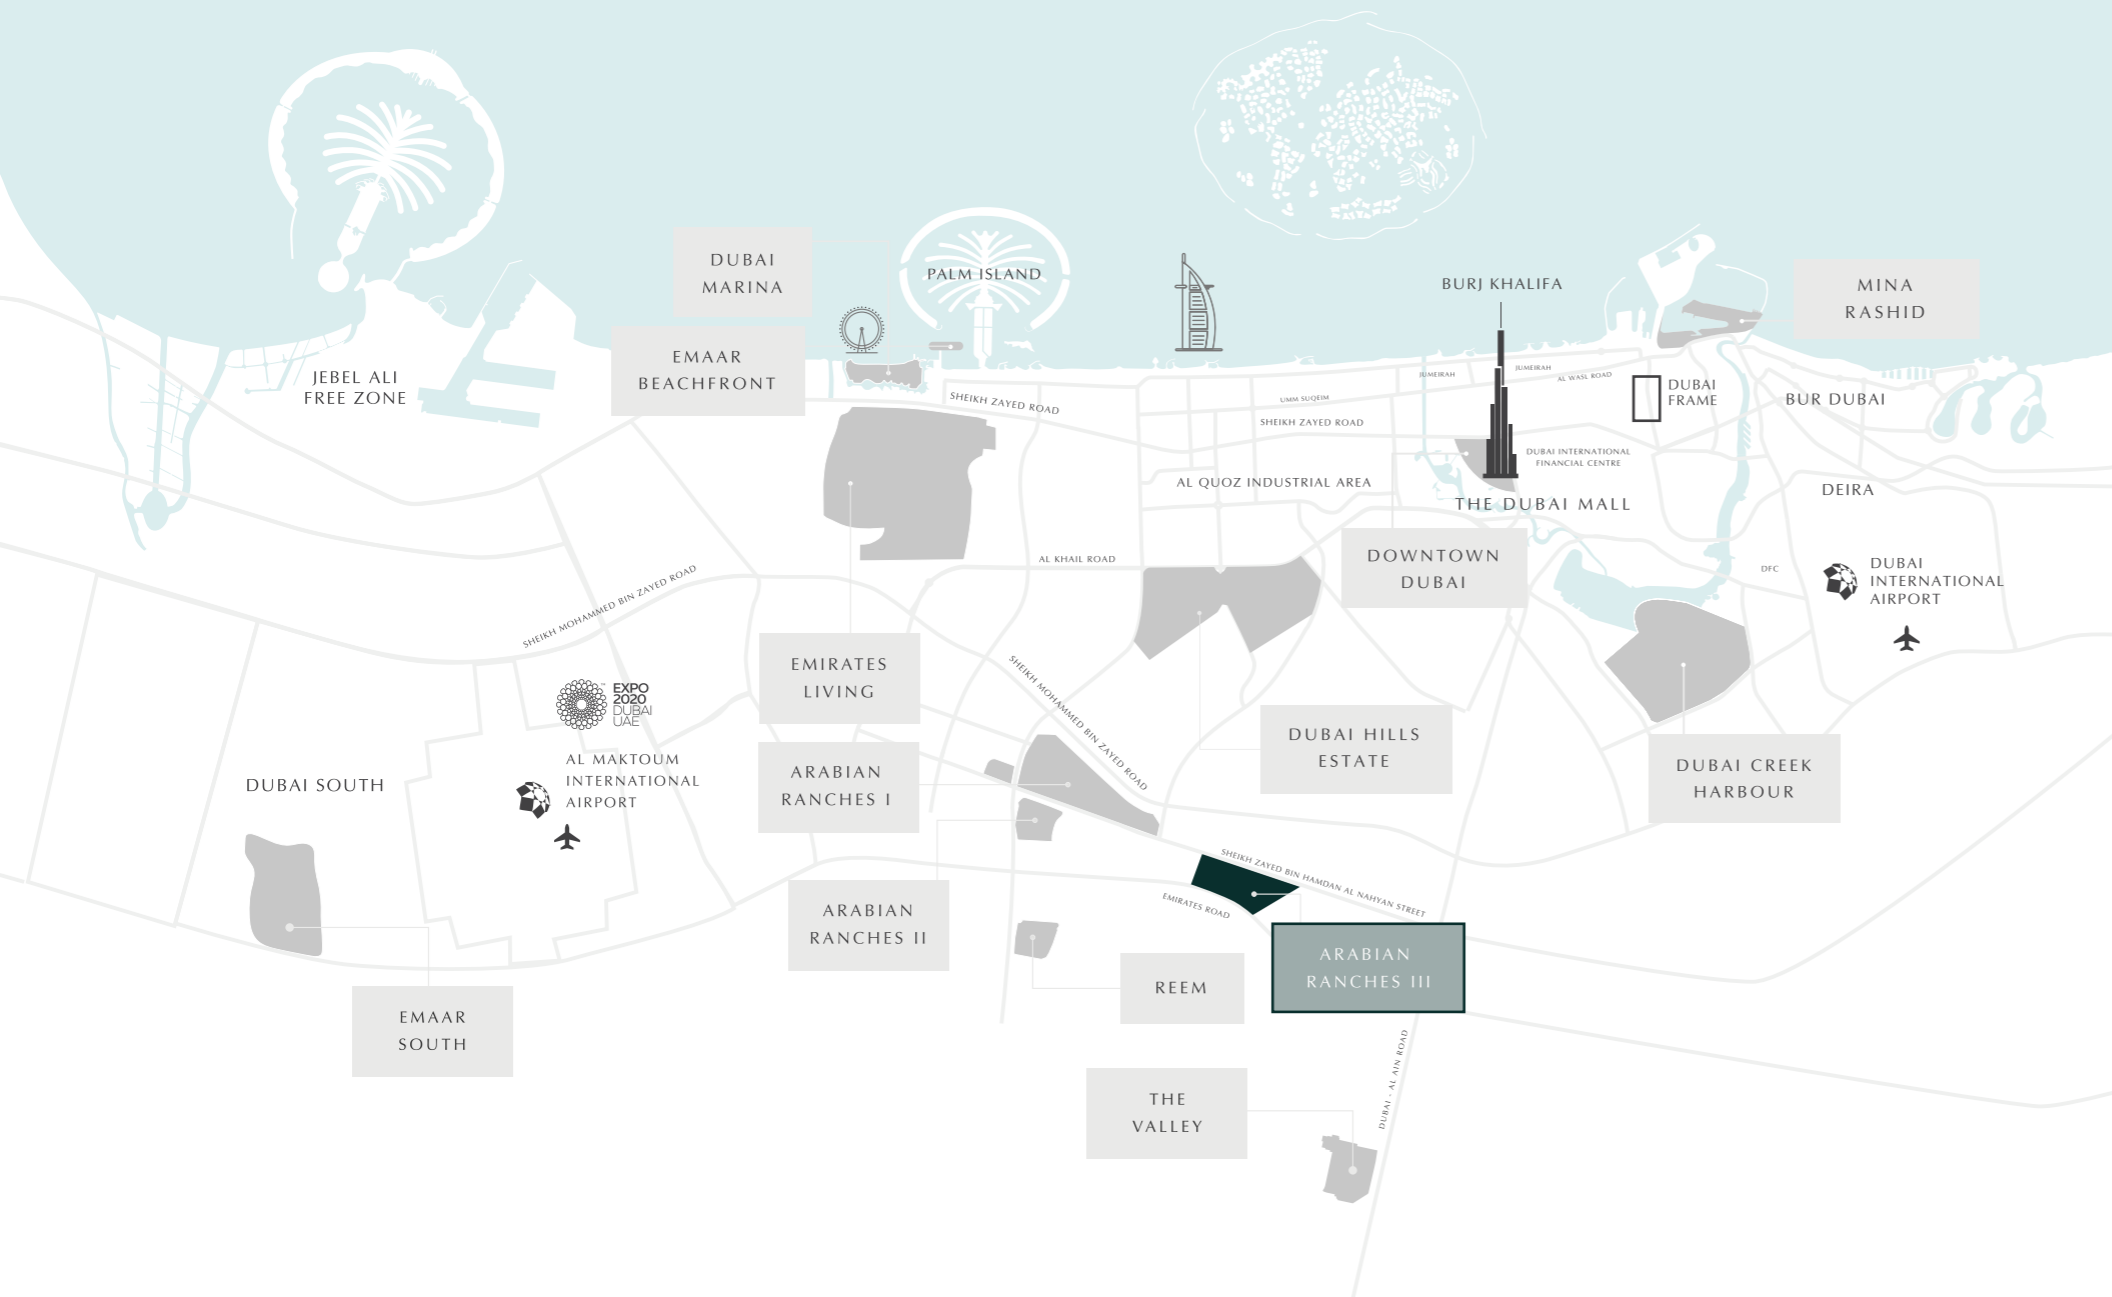 DUBAI
MARINA
PALM ISLAND
BURJ KHALIFA
MINA
RASHID
EMAAR
BEACHFRONT
JEBEL ALI
FREE ZONE
SHEIKH ZAYED ROAD
JUMEIRAH
JUMEIRAH
AL WASL ROAD
DUBAI
FRAME
BUR DUBAI
UMM SUQEIM
SHEIKH ZAYED ROAD
DUBAI INTERNATIONAL
FINANCIAL CENTRE
AL QUOZ INDUSTRIAL AREA
THE DUBAI MALL
DEIRA
AL KHAIL ROAD
DOWNTOWN
DUBAI
DFC
DUBAI
INTERNATIONAL
AIRPORT
SHEIKH MOHAMMED BIN ZAYED ROAD
EMIRATES
LIVING
SHEIKH MOHAMMED BIN ZAYED ROAD
EXPO
2020
DUBAI
UAE
DUBAI HILLS
ESTATE
DUBAI CREEK
HARBOUR
AL MAKTOUM
INTERNATIONAL
AIRPORT
DUBAI SOUTH
ARABIAN
RANCHES I
SHEIKH ZAYED BIN HAMDAN AL NAHYAN STREET
EMIRATES ROAD
ARABIAN
RANCHES II
ARABIAN
RANCHES III
REEM
EMAAR
SOUTH
DUBAI - AL AIN ROAD
THE
VALLEY